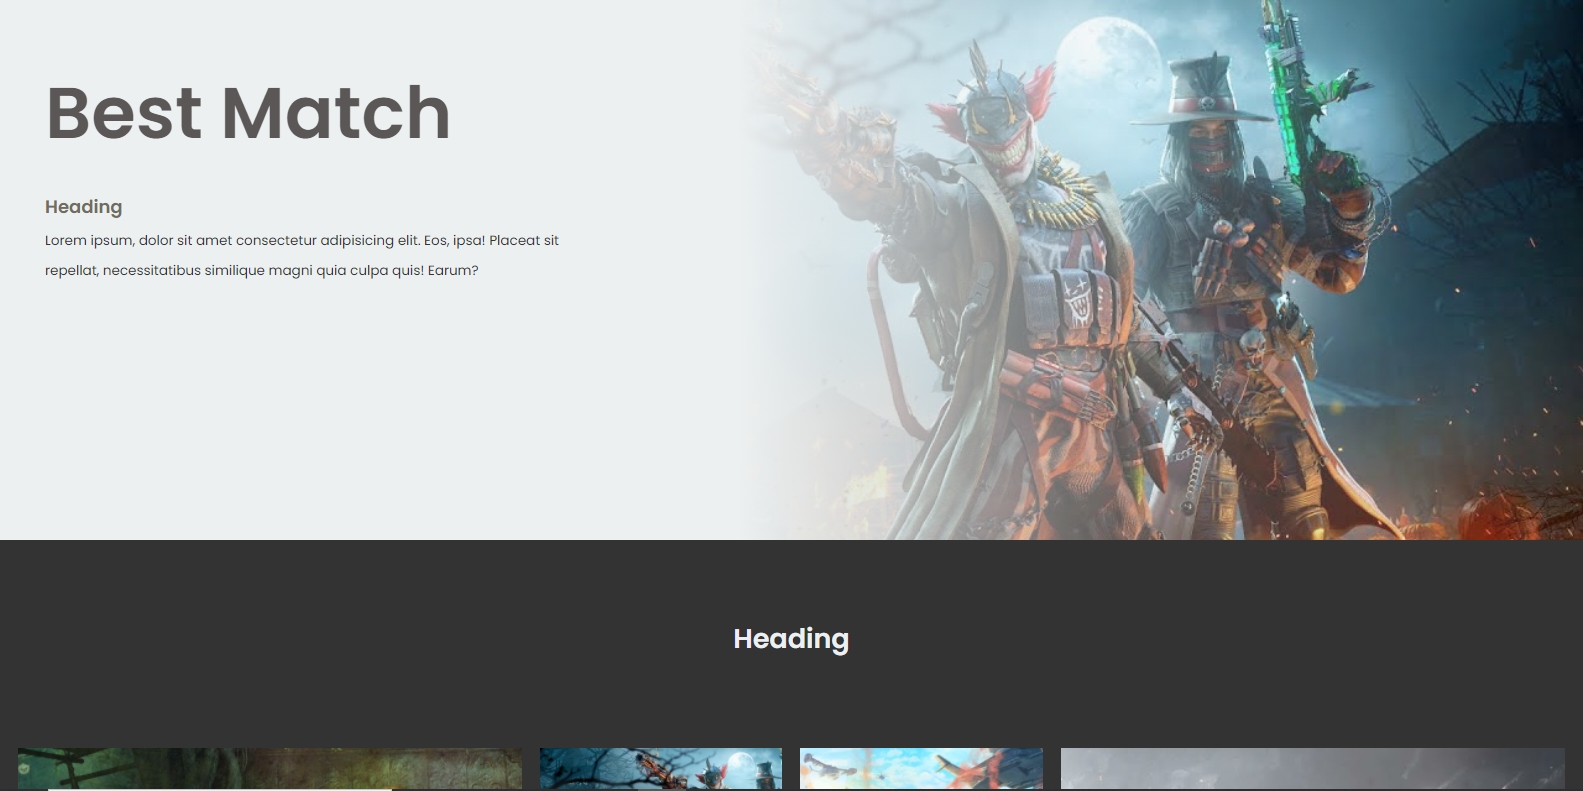 Best Match
Heading
Lorem ipsum, dolor sit amet consectetur adipisicing elit. Eos, ipsa! Placeat sit
repellat, necessitatibus similique magni quia culpa quis! Earum?
Heading